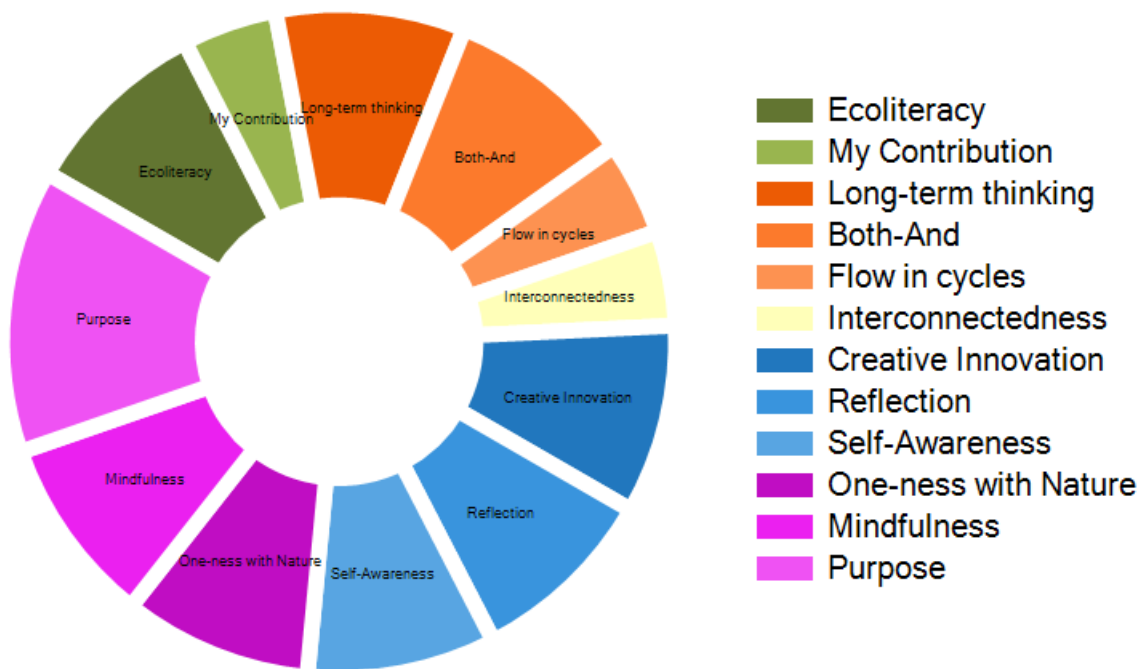 My Contribution
Long-term thinking
Both-And
Ecoliteracy
Flow in cycles
Interconnectedness
Purpose
Creative Innovation
Mindfulness
Reflection
One-ness with Nature
Self-Awareness
Ecoliteracy
My Contribution
Long-term thinking
Both-And
Flow in cycles
Interconnectedness
Creative Innovation
Reflection
Self-Awareness
One-ness with Nature
Mindfulness
Purpose